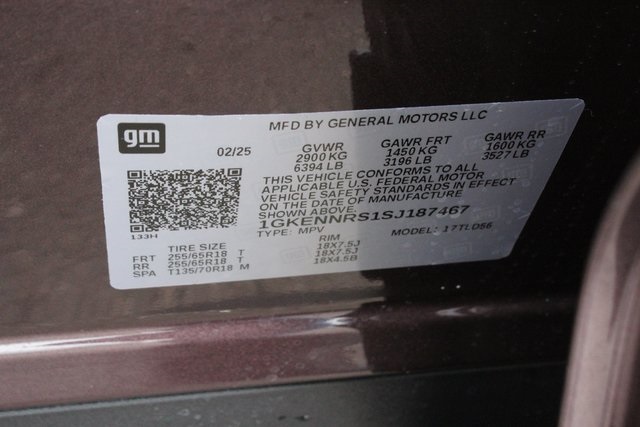 gm
MFD BY GENERAL MOTORS LLC
02/25
GVWR GAWR FRT GAWR RR
2900 KG 1450 KG 1600 KG
6394 LB 3196 LB 3527 LB
THIS VEHICLE CONFORMS TO ALL
APPLICABLE U.S. FEDERAL MOTOR
VEHICLE SAFETY STANDARDS IN EFFECT
ON THE DATE OF MANUFACTURE
SHOWN ABOVE.
1GKENNRS1SJ187467
133H
TYPE: MPV MODEL: 1TLD56
TIRE SIZE RIM
FRT 255/65R18 T 18X7.5J
RR 255/65R18 T 18X7.5J
SPA T135/70R18 M 18X4.5B